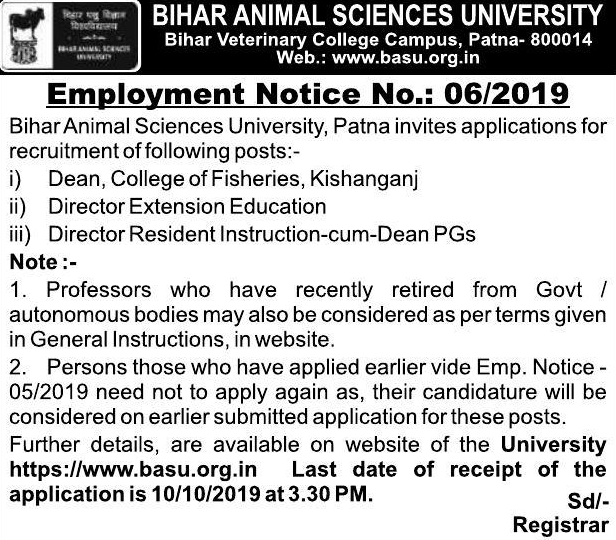 बिहार पशु विज्ञान
विश्वविद्यालय
BIHAR ANIMAL SCIENCES
UNIVERSITY
BIHAR ANIMAL SCIENCES UNIVERSITY
Bihar Veterinary College Campus, Patna- 800014
Web.: www.basu.org.in
Employment Notice No.: 06/2019
Bihar Animal Sciences University, Patna invites applications for
recruitment of following posts:-
i) Dean, College of Fisheries, Kishanganj
ii) Director Extension Education
iii) Director Resident Instruction-cum-Dean PGs
Note :-
1. Professors who have recently retired from Govt /
autonomous bodies may also be considered as per terms given
in General Instructions, in website.
2. Persons those who have applied earlier vide Emp. Notice -
05/2019 need not to apply again as, their candidature will be
considered on earlier submitted application for these posts.
Further details, are available on website of the University
https://www.basu.org.in Last date of receipt of the
application is 10/10/2019 at 3.30 PM.
Sd/-
Registrar